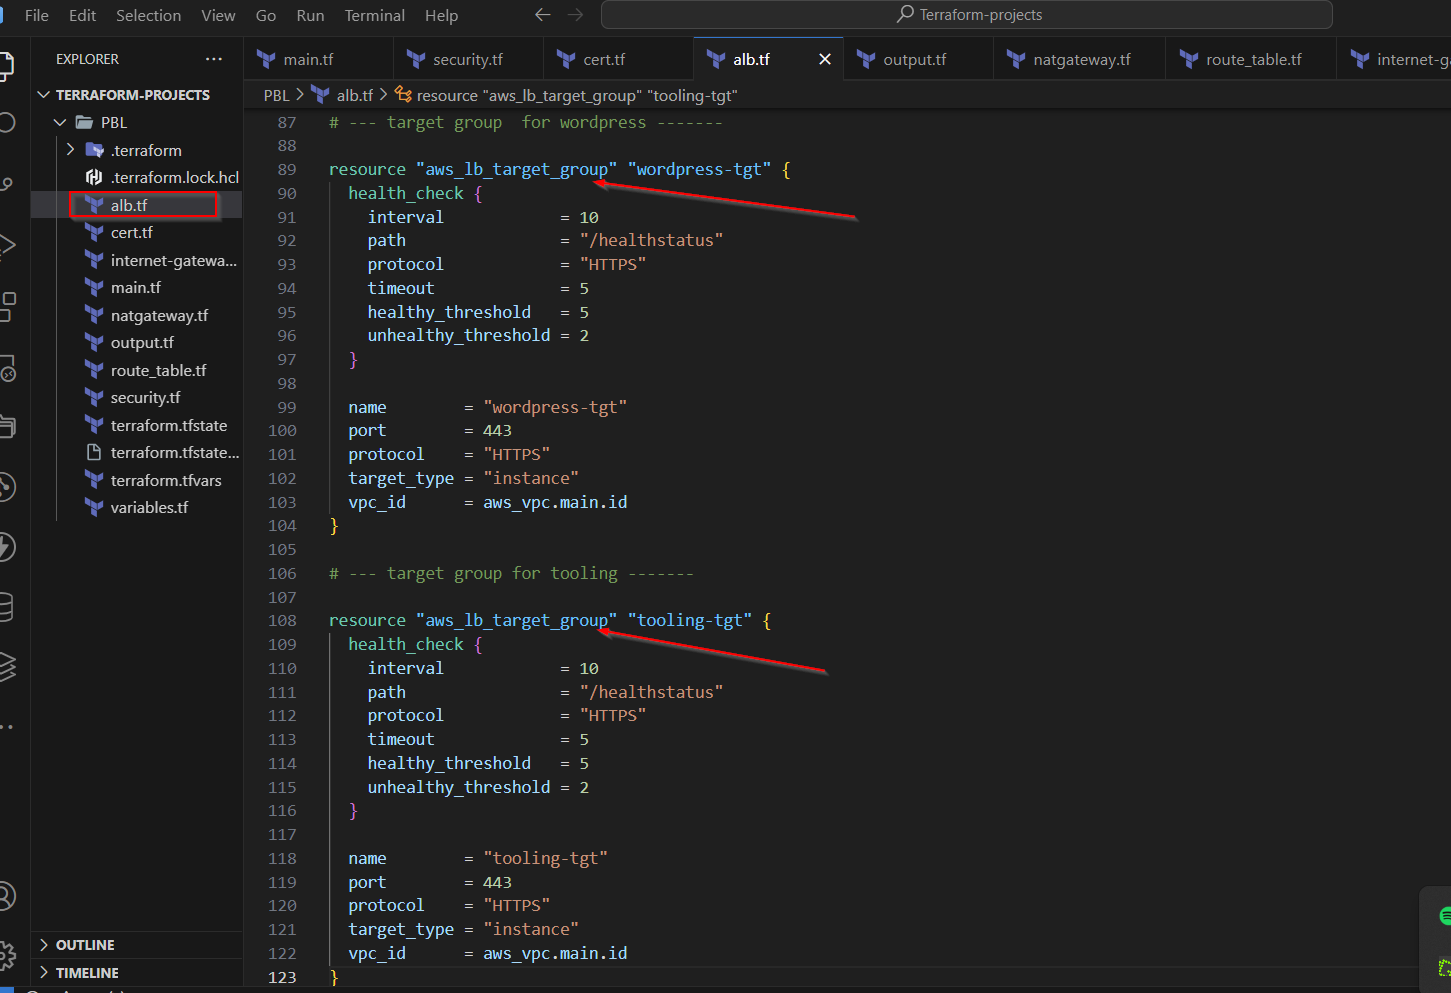 File Edit Selection View Go Run Terminal Help
Terraform-projects
EXPLORER
TERRAFORM-PROJECTS
PBL
.terraform
.terraform.lock.hcl
alb.tf
cert.tf
internet-gatewa...
main.tf
natgateway.tf
output.tf
route_table.tf
security.tf
terraform.tfstate
terraform.tfstate...
terraform.tfvars
variables.tf
OUTLINE
TIMELINE
main.tf security.tf cert.tf alb.tf output.tf natgateway.tf route_table.tf internet-g
PBL > alb.tf > resource "aws_lb_target_group" "tooling-tgt"
87 # --- target group  for wordpress -------
88
89 resource "aws_lb_target_group" "wordpress-tgt" {
90 health_check {
91 interval = 10
92 path = "/healthstatus"
93 protocol = "HTTPS"
94 timeout = 5
95 healthy_threshold = 5
96 unhealthy_threshold = 2
97 }
98
99 name = "wordpress-tgt"
100 port = 443
101 protocol = "HTTPS"
102 target_type = "instance"
103 vpc_id = aws_vpc.main.id
104 }
105
106 # --- target group for tooling -------
107
108 resource "aws_lb_target_group" "tooling-tgt" {
109 health_check {
110 interval = 10
111 path = "/healthstatus"
112 protocol = "HTTPS"
113 timeout = 5
114 healthy_threshold = 5
115 unhealthy_threshold = 2
116 }
117
118 name = "tooling-tgt"
119 port = 443
120 protocol = "HTTPS"
121 target_type = "instance"
122 vpc_id = aws_vpc.main.id
123 }